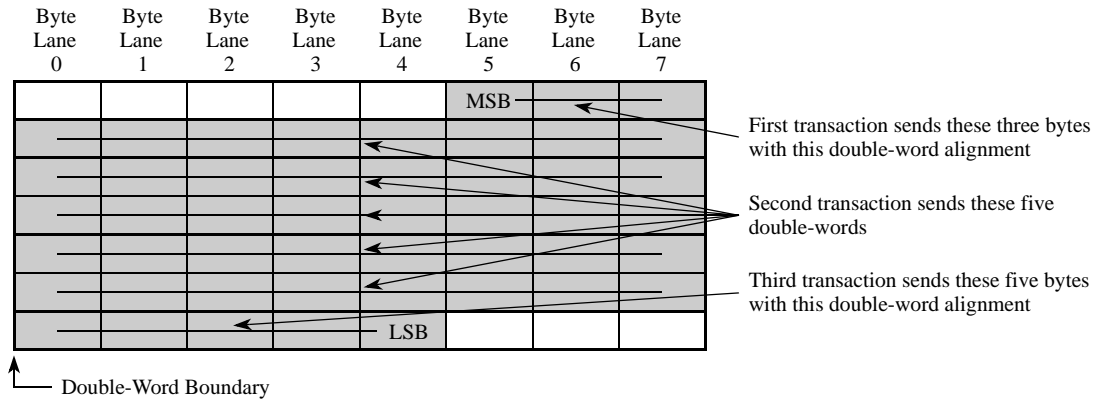 Byte Byte Byte Byte Byte Byte Byte Byte
Lane Lane Lane Lane Lane Lane Lane Lane
0 1 2 3 4 5 6 7
MSB
First transaction sends these three bytes
with this double-word alignment
Second transaction sends these five
double-words
Third transaction sends these five bytes
with this double-word alignment
LSB
Double-Word Boundary